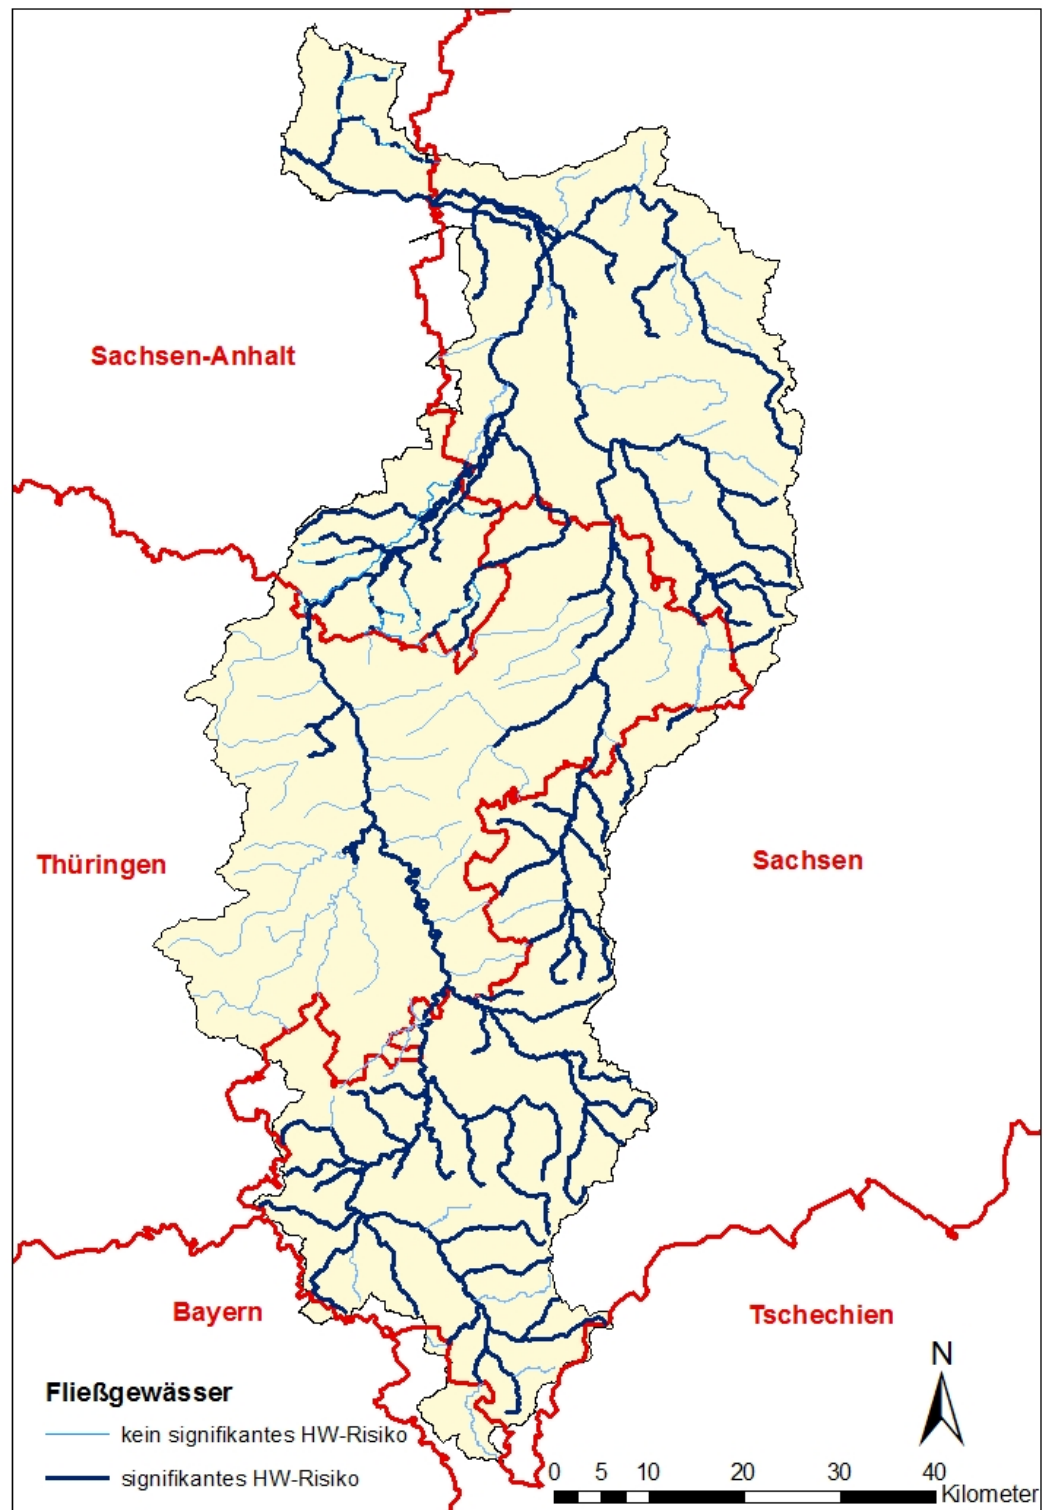 Sachsen-Anhalt
Thüringen
Sachsen
Bayern
Tschechien
Fließgewässer
kein signifikantes HW-Risiko
signifikantes HW-Risiko
N
0 5 10 20 30 40
Kilometer